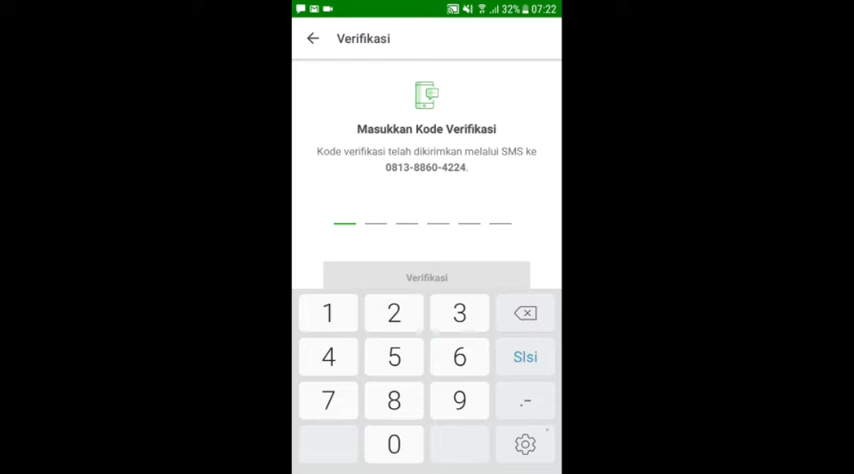 32% 07:22
Verifikasi
Masukkan Kode Verifikasi
Kode verifikasi telah dikirimkan melalui SMS ke
0813-8860-4224.
Verifikasi
1 2 3
4 5 6 Slsi
7 8 9 .-
0